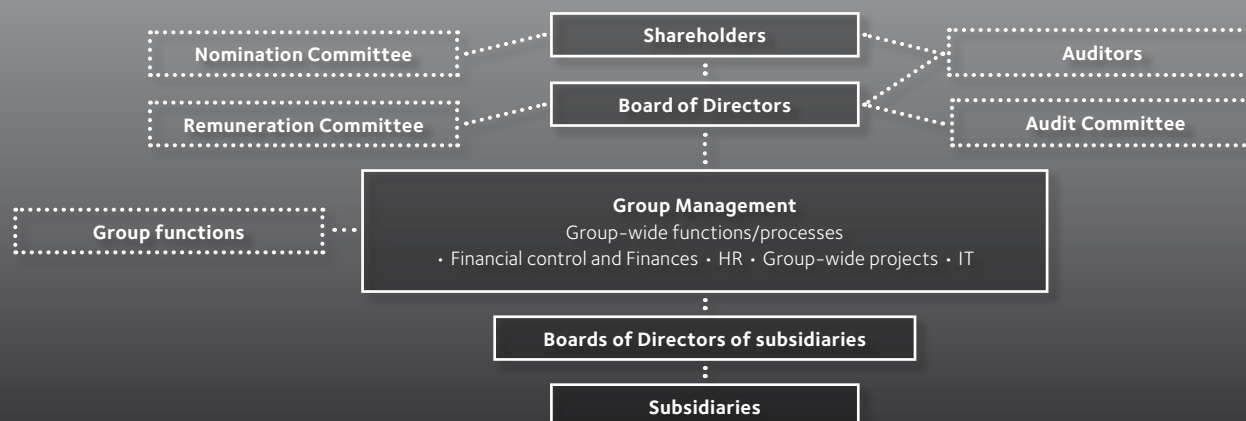 Shareholders
Nomination Committee
Auditors
Board of Directors
Remuneration Committee
Audit Committee
Group Management
Group-wide functions/processes
• Financial control and Finances • HR • Group-wide projects • IT
Group functions
Boards of Directors of subsidiaries
Subsidiaries